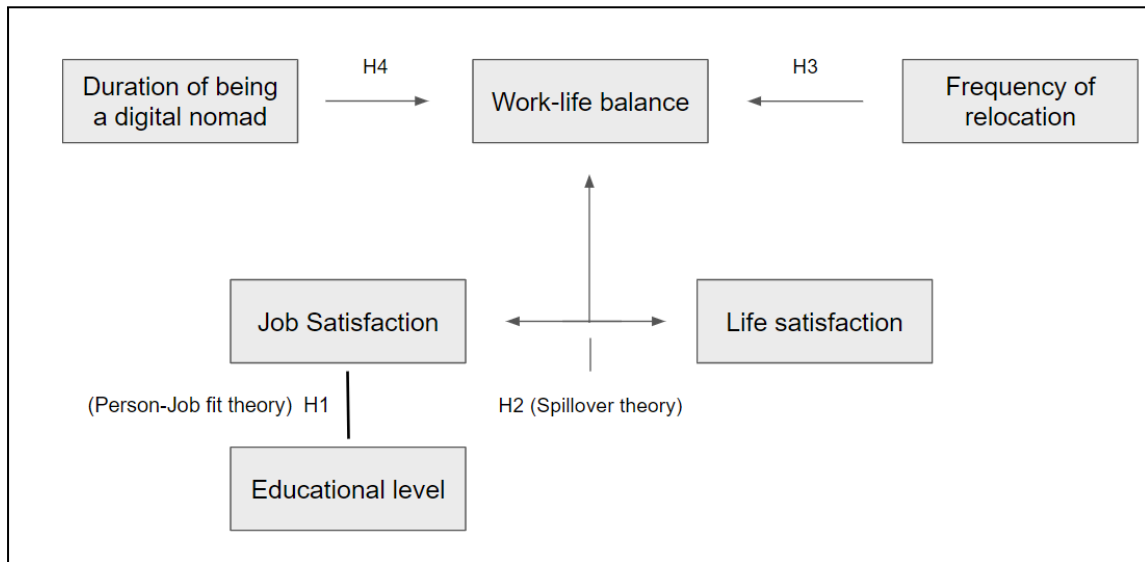 Duration of being
a digital nomad
H4
Work-life balance
H3
Frequency of
relocation
Job Satisfaction
Life satisfaction
(Person-Job fit theory) H1
H2 (Spillover theory)
Educational level